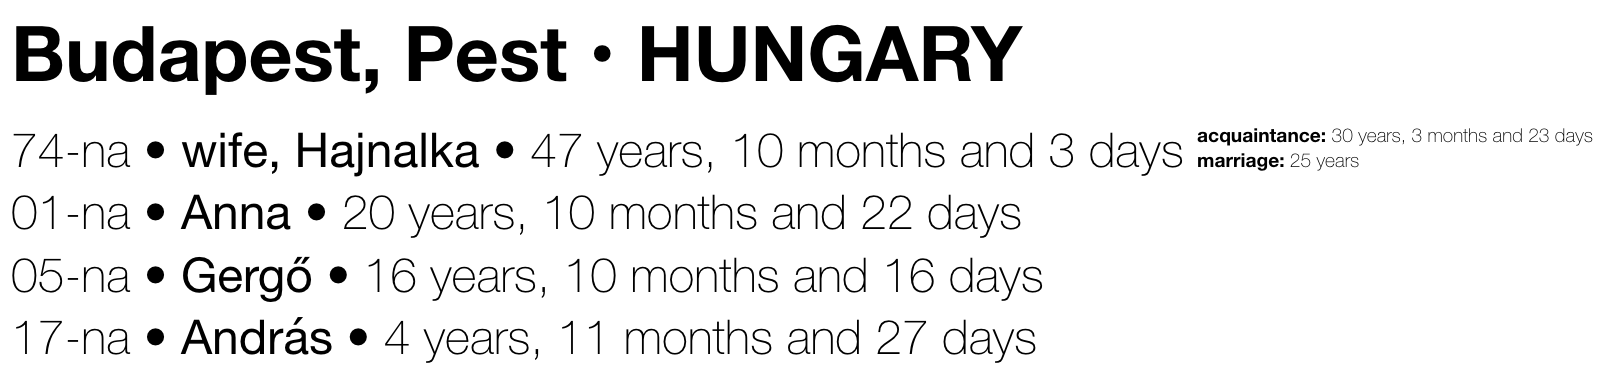 Budapest, Pest • HUNGARY
74-na • wife, Hajnalka • 47 years, 10 months and 3 days
acquaintance: 30 years, 3 months and 23 days
marriage: 25 years
01-na • Anna • 20 years, 10 months and 22 days
05-na • Gergő • 16 years, 10 months and 16 days
17-na • András • 4 years, 11 months and 27 days